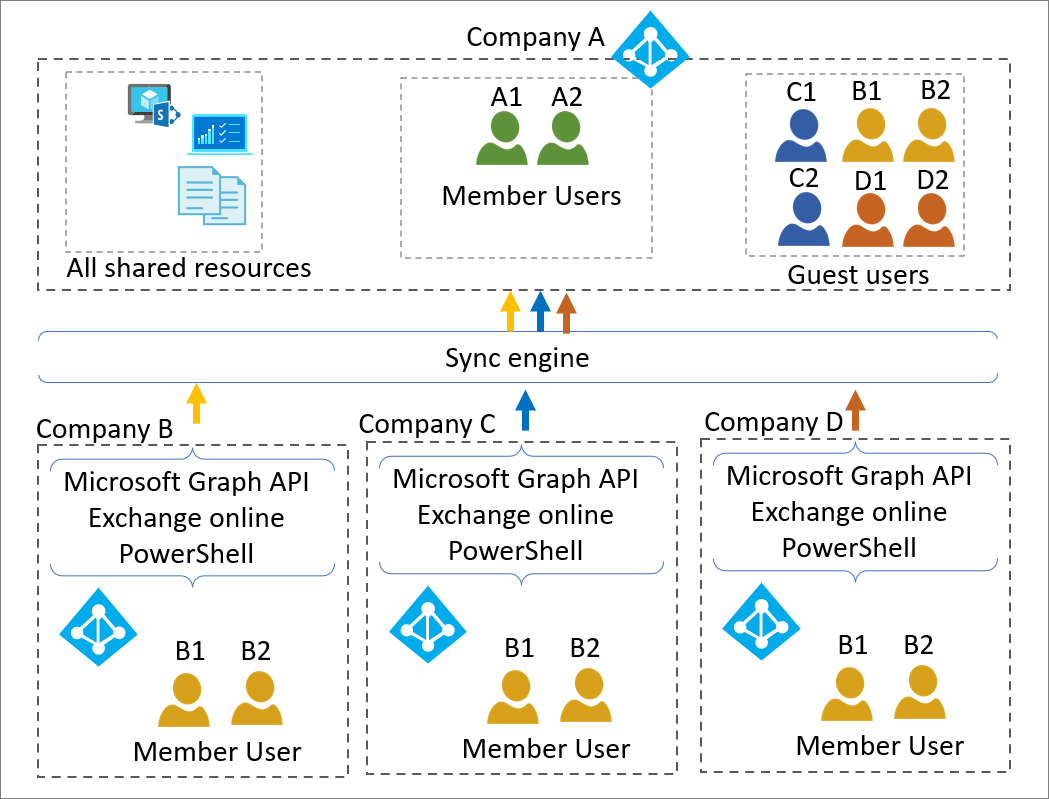 Company A
A1 A2
Member Users
C1 B1 B2
C2 D1 D2
Guest users
All shared resources
Sync engine
Company B
Microsoft Graph API
Exchange online
PowerShell
B1 B2
Member User
Company C
Microsoft Graph API
Exchange online
PowerShell
B1 B2
Member User
Company D
Microsoft Graph API
Exchange online
PowerShell
B1 B2
Member User